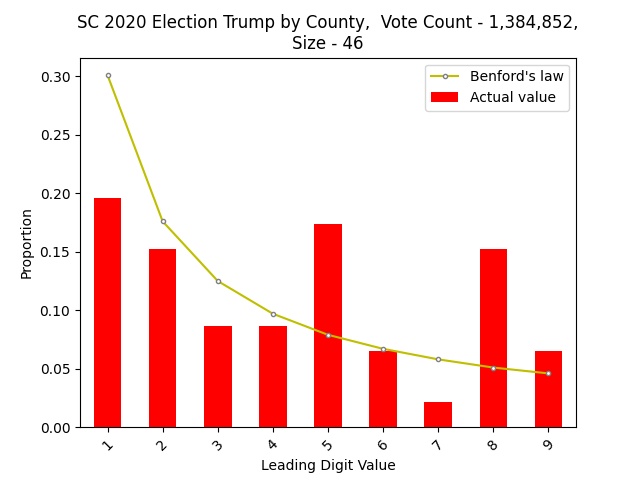 SC 2020 Election Trump by County,  Vote Count - 1,384,852,
Size - 46
Benford's law
Actual value
0.30
0.25
0.20
0.15
0.10
0.05
0.00
Proportion
1 2 3 4 5 6 7 8 9
Leading Digit Value